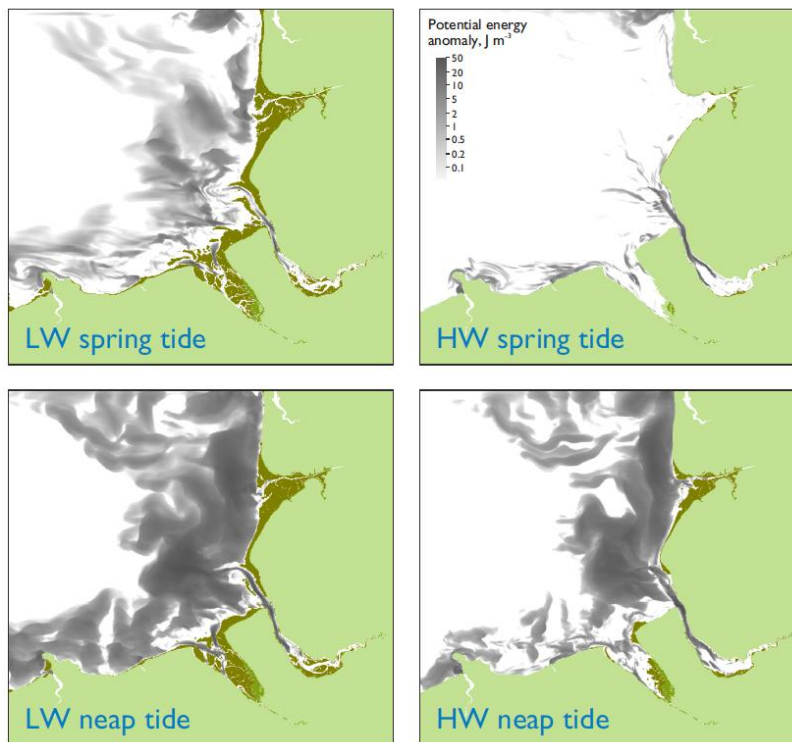 Potential energy
anomaly, J m⁻³
50
20
10
5
2
1
0.5
0.2
0.1
LW spring tide
HW spring tide
LW neap tide
HW neap tide